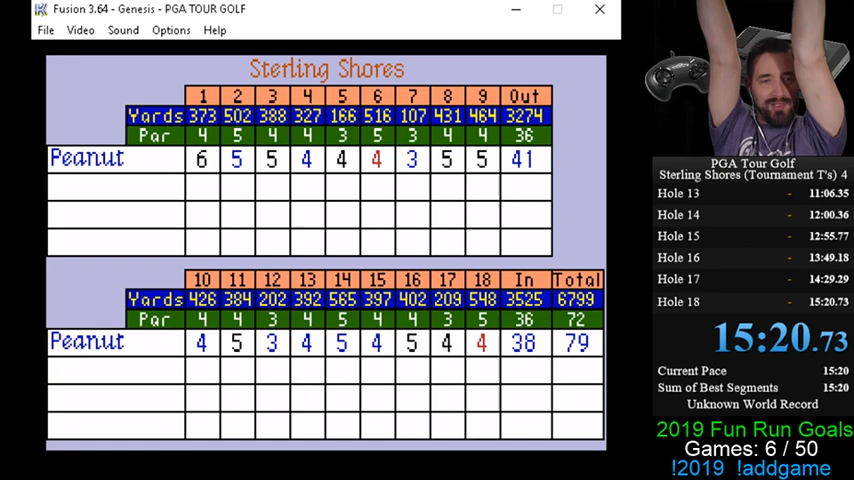 Fusion 3.64 - Genesis - PGA TOUR GOLF
File Video Sound Options Help
Sterling Shores
1 2 3 4 5 6 7 8 9 Out
Yards 373 502 388 327 166 516 107 431 464 3274
Par 4 5 4 4 3 5 3 4 4 36
Peanut 6 5 5 4 4 4 3 5 5 41
10 11 12 13 14 15 16 17 18 In Total
Yards 426 384 202 392 565 397 402 209 548 3525 6799
Par 4 4 3 4 5 4 4 3 5 36 72
Peanut 4 5 3 4 5 4 5 4 4 38 79
PGA Tour Golf
Sterling Shores (Tournament T's) 4
Hole 13 - 11:06.35
Hole 14 - 12:00.36
Hole 15 - 12:55.77
Hole 16 - 13:49.18
Hole 17 - 14:29.29
Hole 18 - 15:20.73
15:20.73
Current Pace 15:20
Sum of Best Segments 15:20
Unknown World Record
2019 Fun Run Goals
Games: 6 / 50
!2019 !addgame